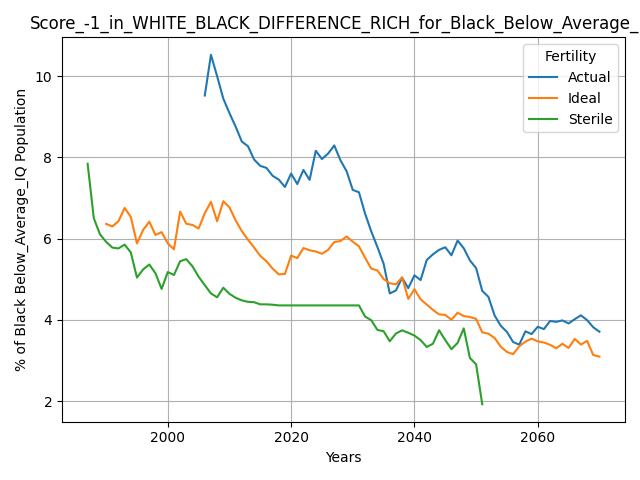 Score_-1_in_WHITE_BLACK_DIFFERENCE_RICH_for_Black_Below_Average_
% of Black Below_Average_IQ Population
10
8
6
4
2
Fertility
Actual
Ideal
Sterile
2000
2020
2040
2060
Years